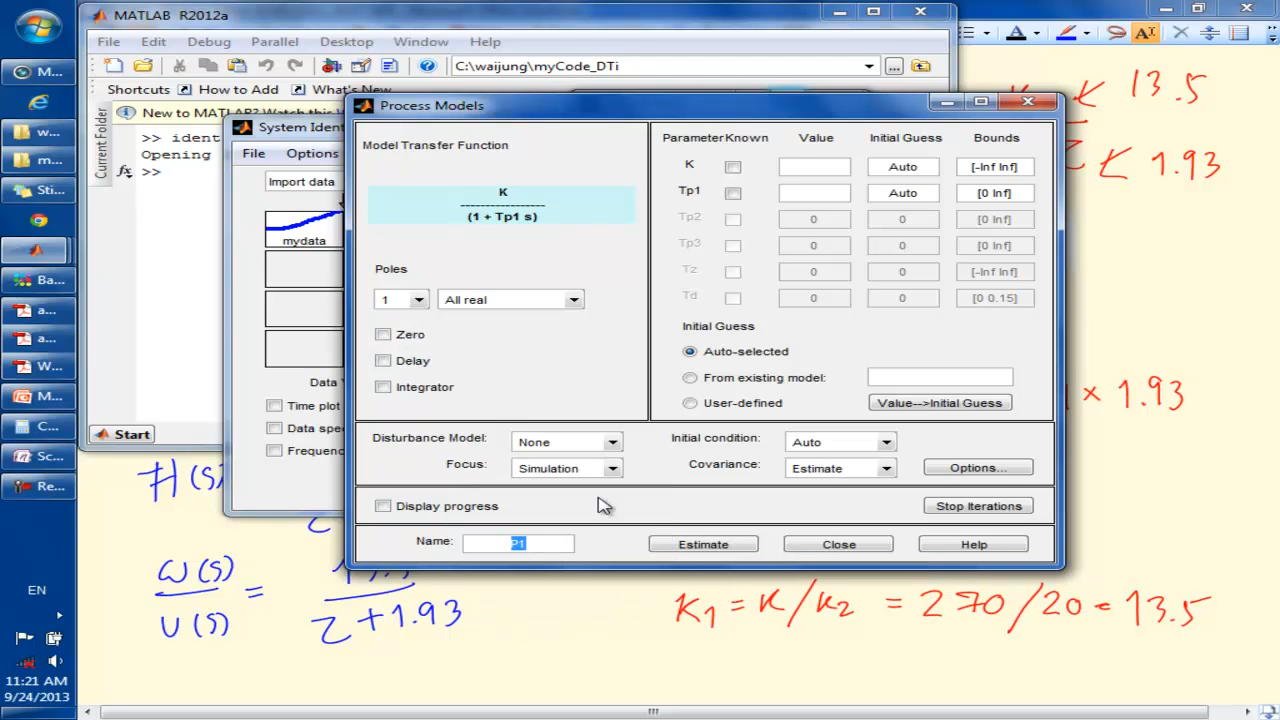 MATLAB R2012a
File Edit Debug Parallel Desktop Window Help
C:\waijung\myCode_DTi
Shortcuts How to Add What's New
New to MATLAB? Watch this
Current Folder
>> ident
Opening
>>
fx
Start
System Ident
File Options
Import data
mydata
Time plot
Data spe
Frequenc
Process Models
Model Transfer Function
K
(1 + Tp1 s)
Poles
1 All real
Zero
Delay
Integrator
Parameter Known Value Initial Guess Bounds
K Auto [-Inf Inf]
Tp1 Auto [0 Inf]
Tp2 0 0 [0 Inf]
Tp3 0 0 [0 Inf]
Tz 0 0 [-Inf Inf]
Td 0 0 [0 0.15]
Initial Guess
Auto-selected
From existing model:
User-defined Value-->Initial Guess
Disturbance Model: None Initial condition: Auto
Focus: Simulation Covariance: Estimate Options...
Display progress Stop Iterations
Name: P1 Estimate Close Help
13.5
1.93
× 1.93
H(s
ω(s)
U(s)
=
τ + 1.93
K1 = K/K2 = 270/20 = 13.5
M...
w...
m...
Sti...
Ba...
a...
a...
W...
M...
C...
Sc...
Re...
EN
11:21 AM
9/24/2013